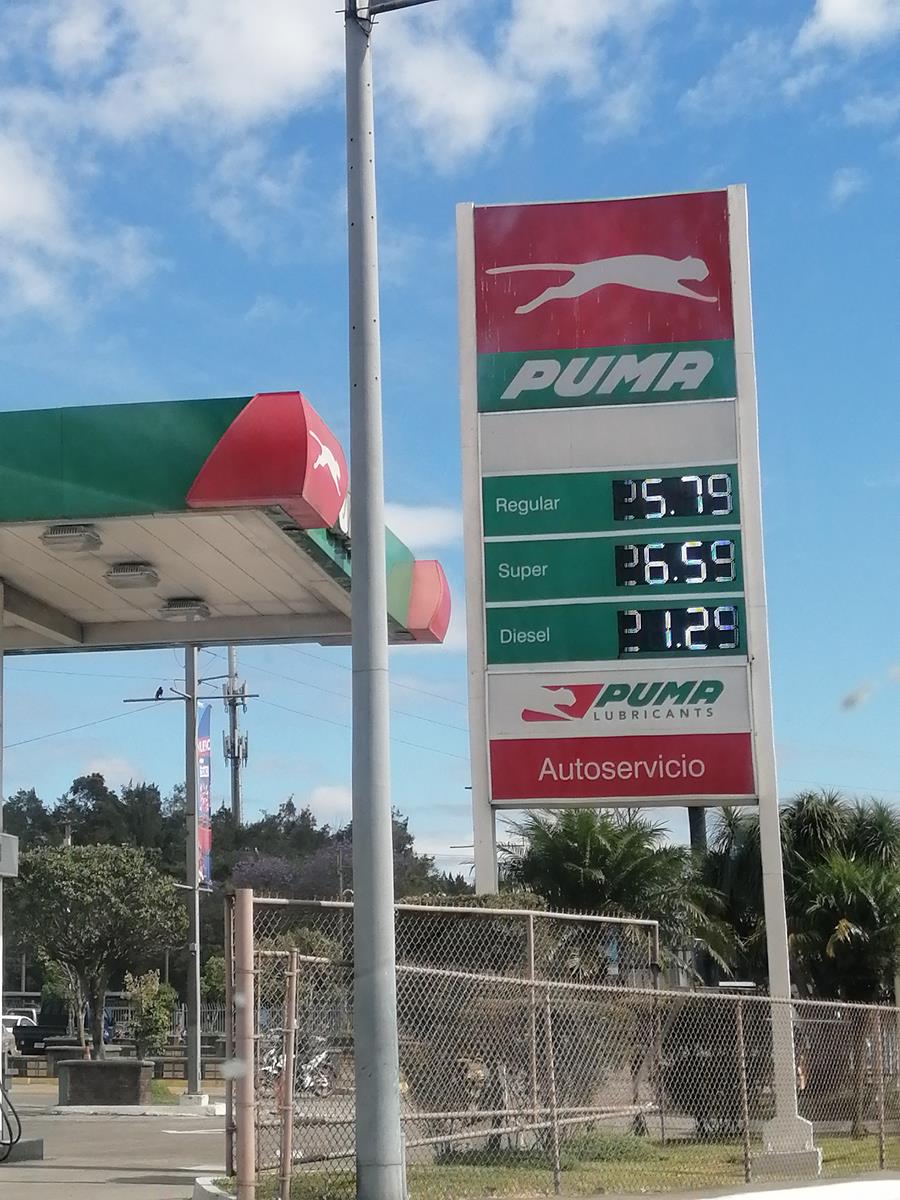 PUMA
Regular 25.79
Super 26.59
Diesel 21.29
PUMA
LUBRICANTS
Autoservicio